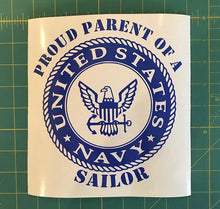 PROUD PARENT OF A
UNITED STATES
NAVY
SAILOR